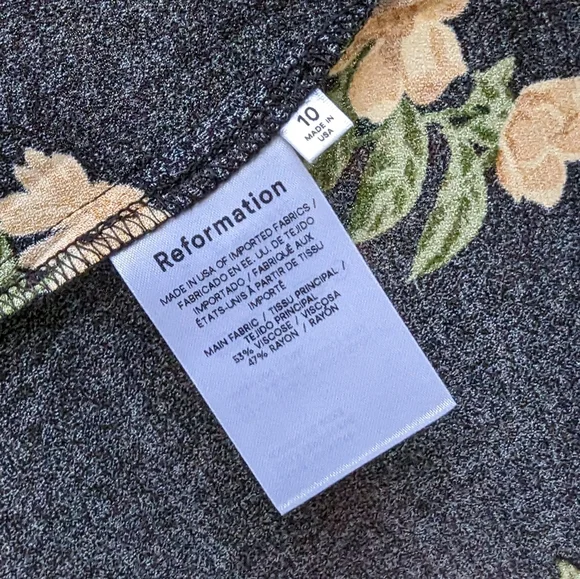 10
MADE IN
USA
Reformation
MADE IN USA OF IMPORTED FABRICS /
FABRICADO EN EE. UU. DE TEJIDO
IMPORTADO / FABRIQUÉ AUX
ÉTATS-UNIS À PARTIR DE TISSU
IMPORTÉ
MAIN FABRIC / TISSU PRINCIPAL /
TEJIDO PRINCIPAL
53% VISCOSE / VISCOSA
47% RAYON / RAYÓN